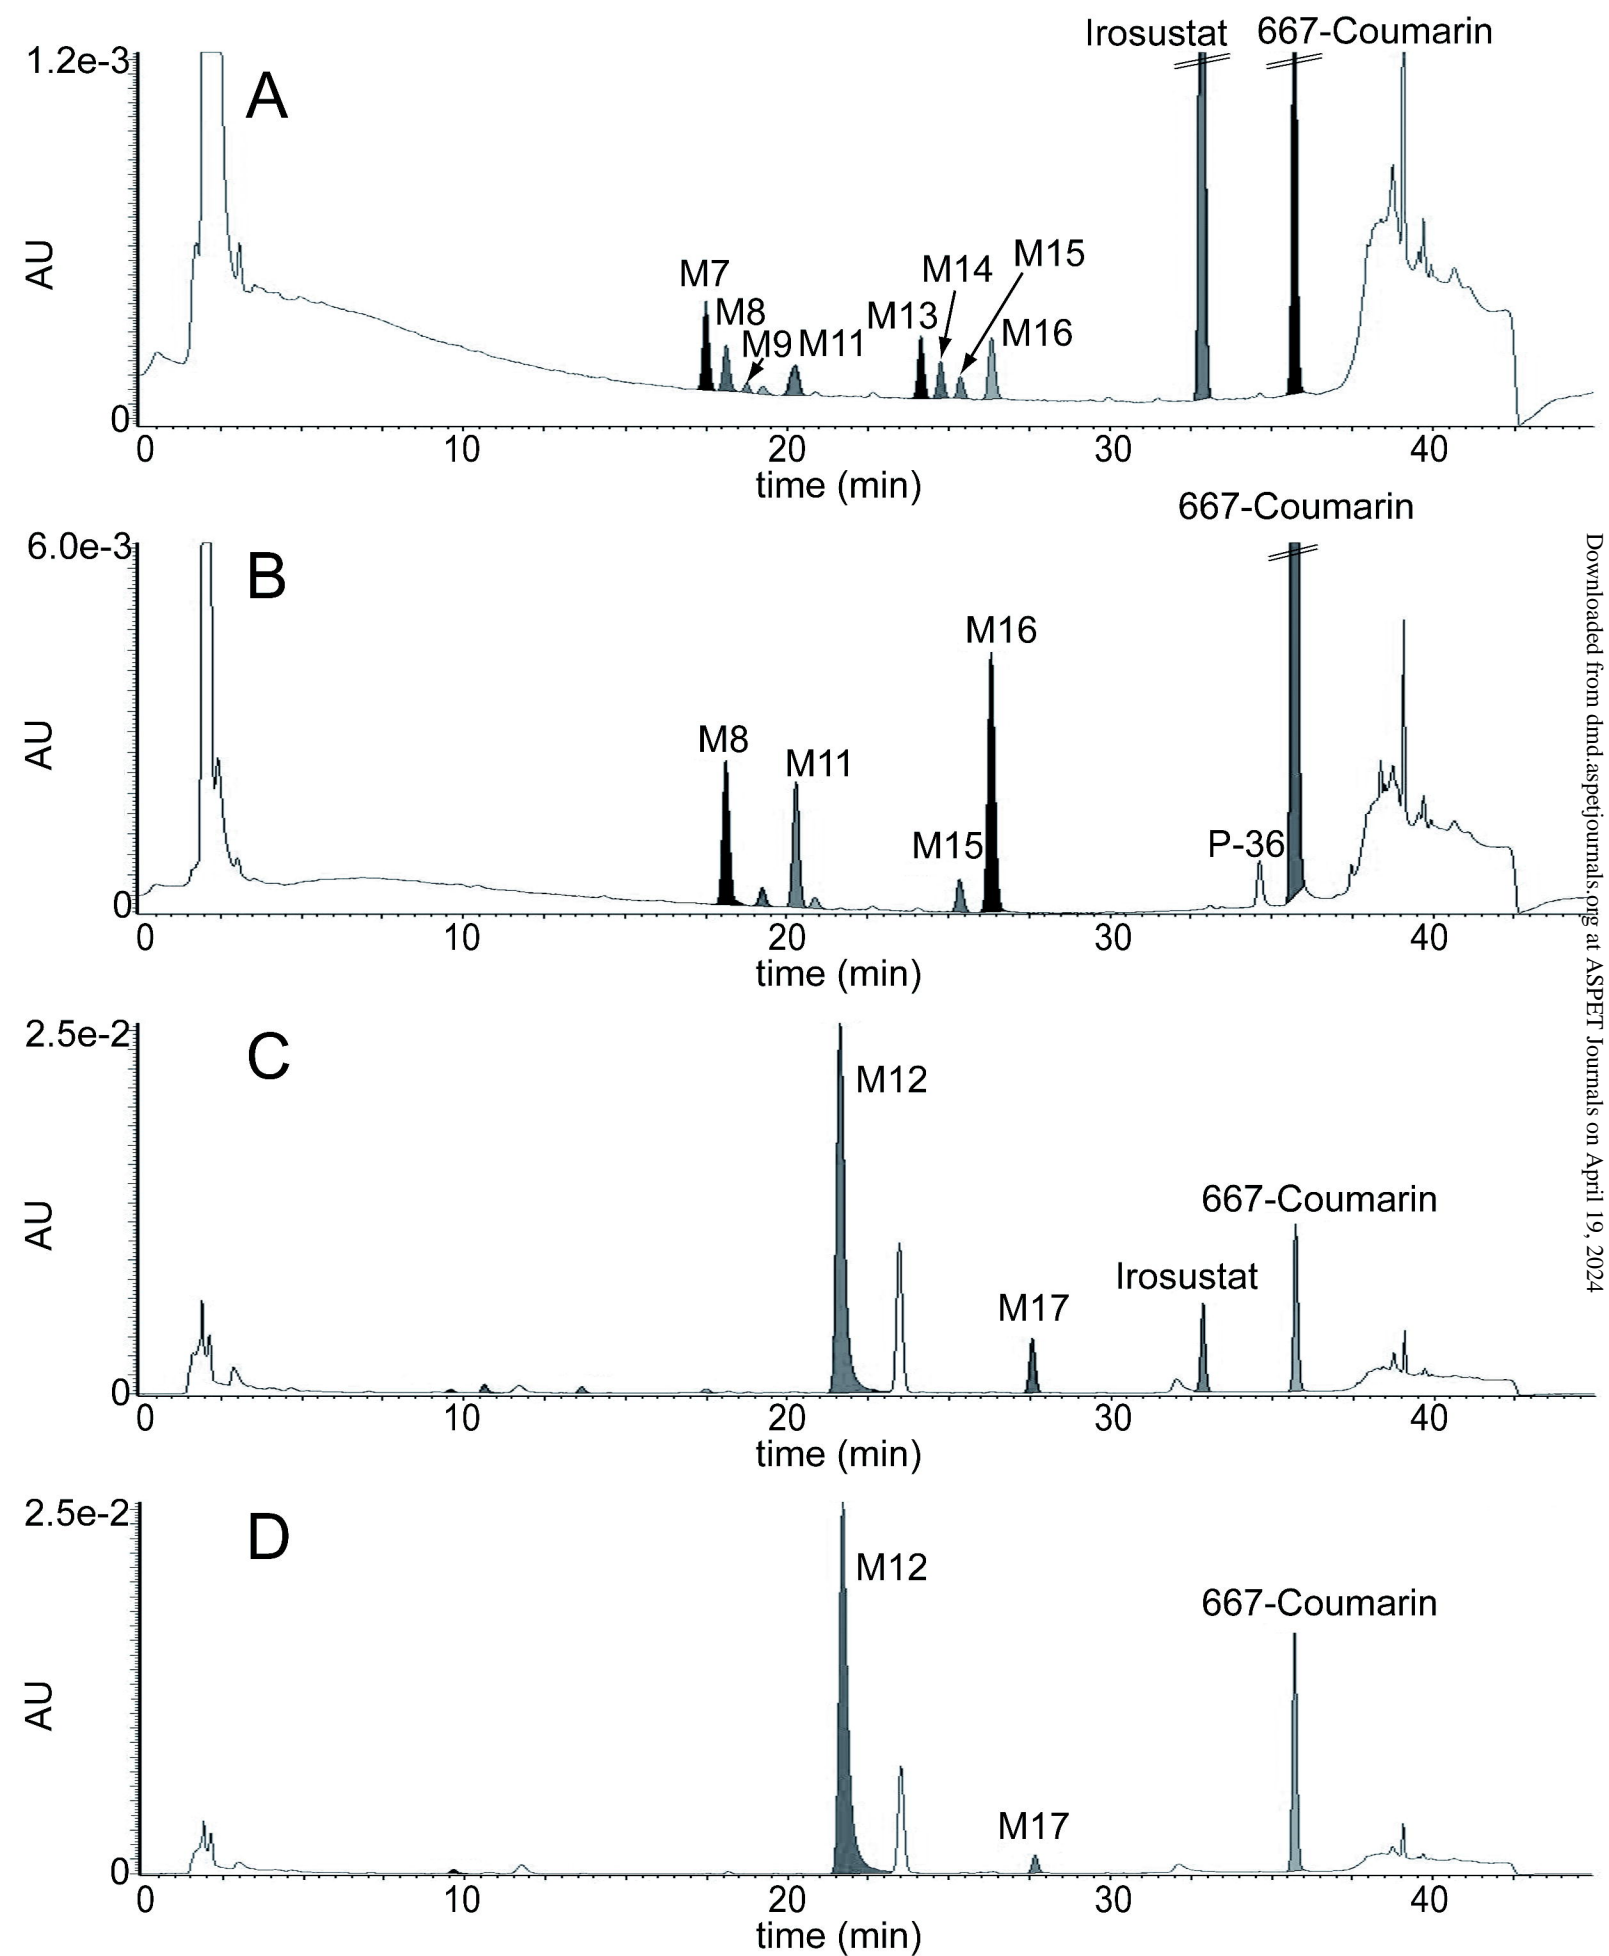 Irosustat 667-Coumarin
1.2e-3
A
AU
M7
M8
M9
M11
M13
M14
M15
M16
0
0 10 20 30 40
time (min)
667-Coumarin
6.0e-3
B
AU
M8
M11
M15
M16
P-36
0
0 10 20 30 40
time (min)
2.5e-2
C
AU
M12
M17
Irosustat
667-Coumarin
0
0 10 20 30 40
time (min)
2.5e-2
D
AU
M12
M17
667-Coumarin
0
0 10 20 30 40
time (min)
Downloaded from dmd.aspetjournals.org at ASPET Journals on April 19, 2024